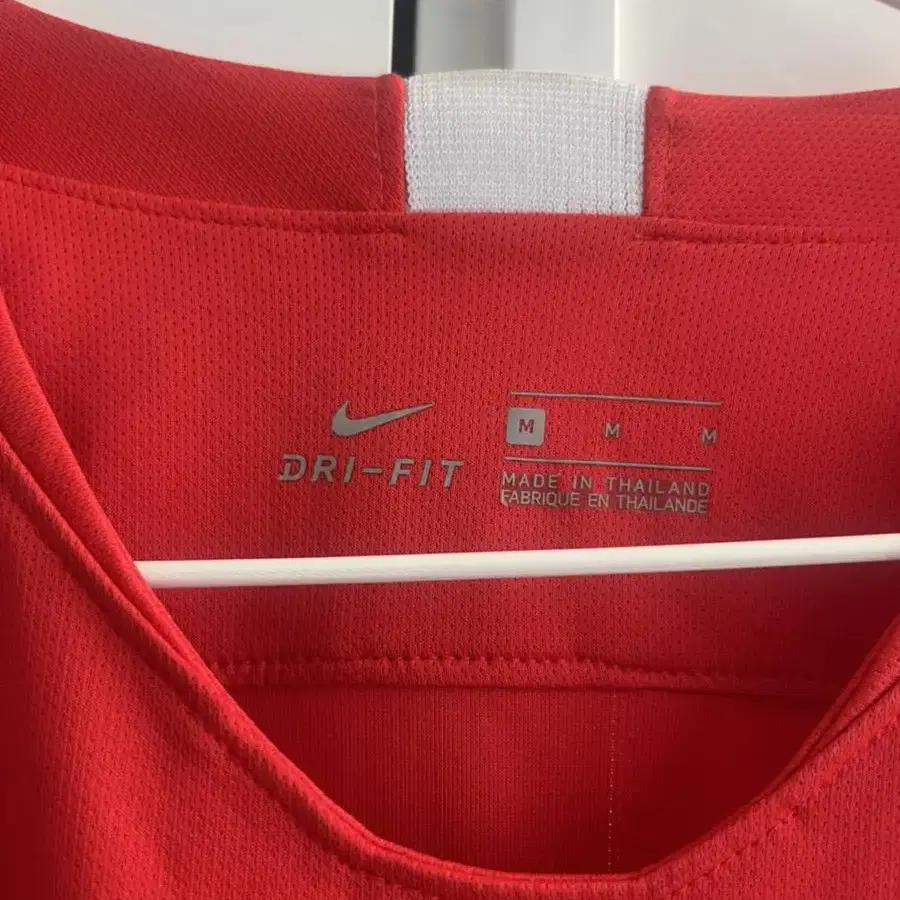 DRI-FIT
M M M
MADE IN THAILAND
FABRIQUE EN THAILANDE